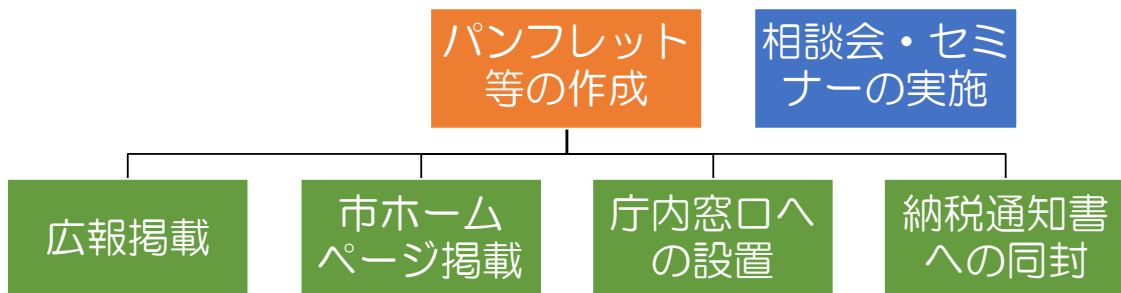 パンフレット
等の作成
相談会・セミ
ナーの実施
広報掲載
市ホーム
ページ掲載
庁内窓口へ
の設置
納税通知書
への同封